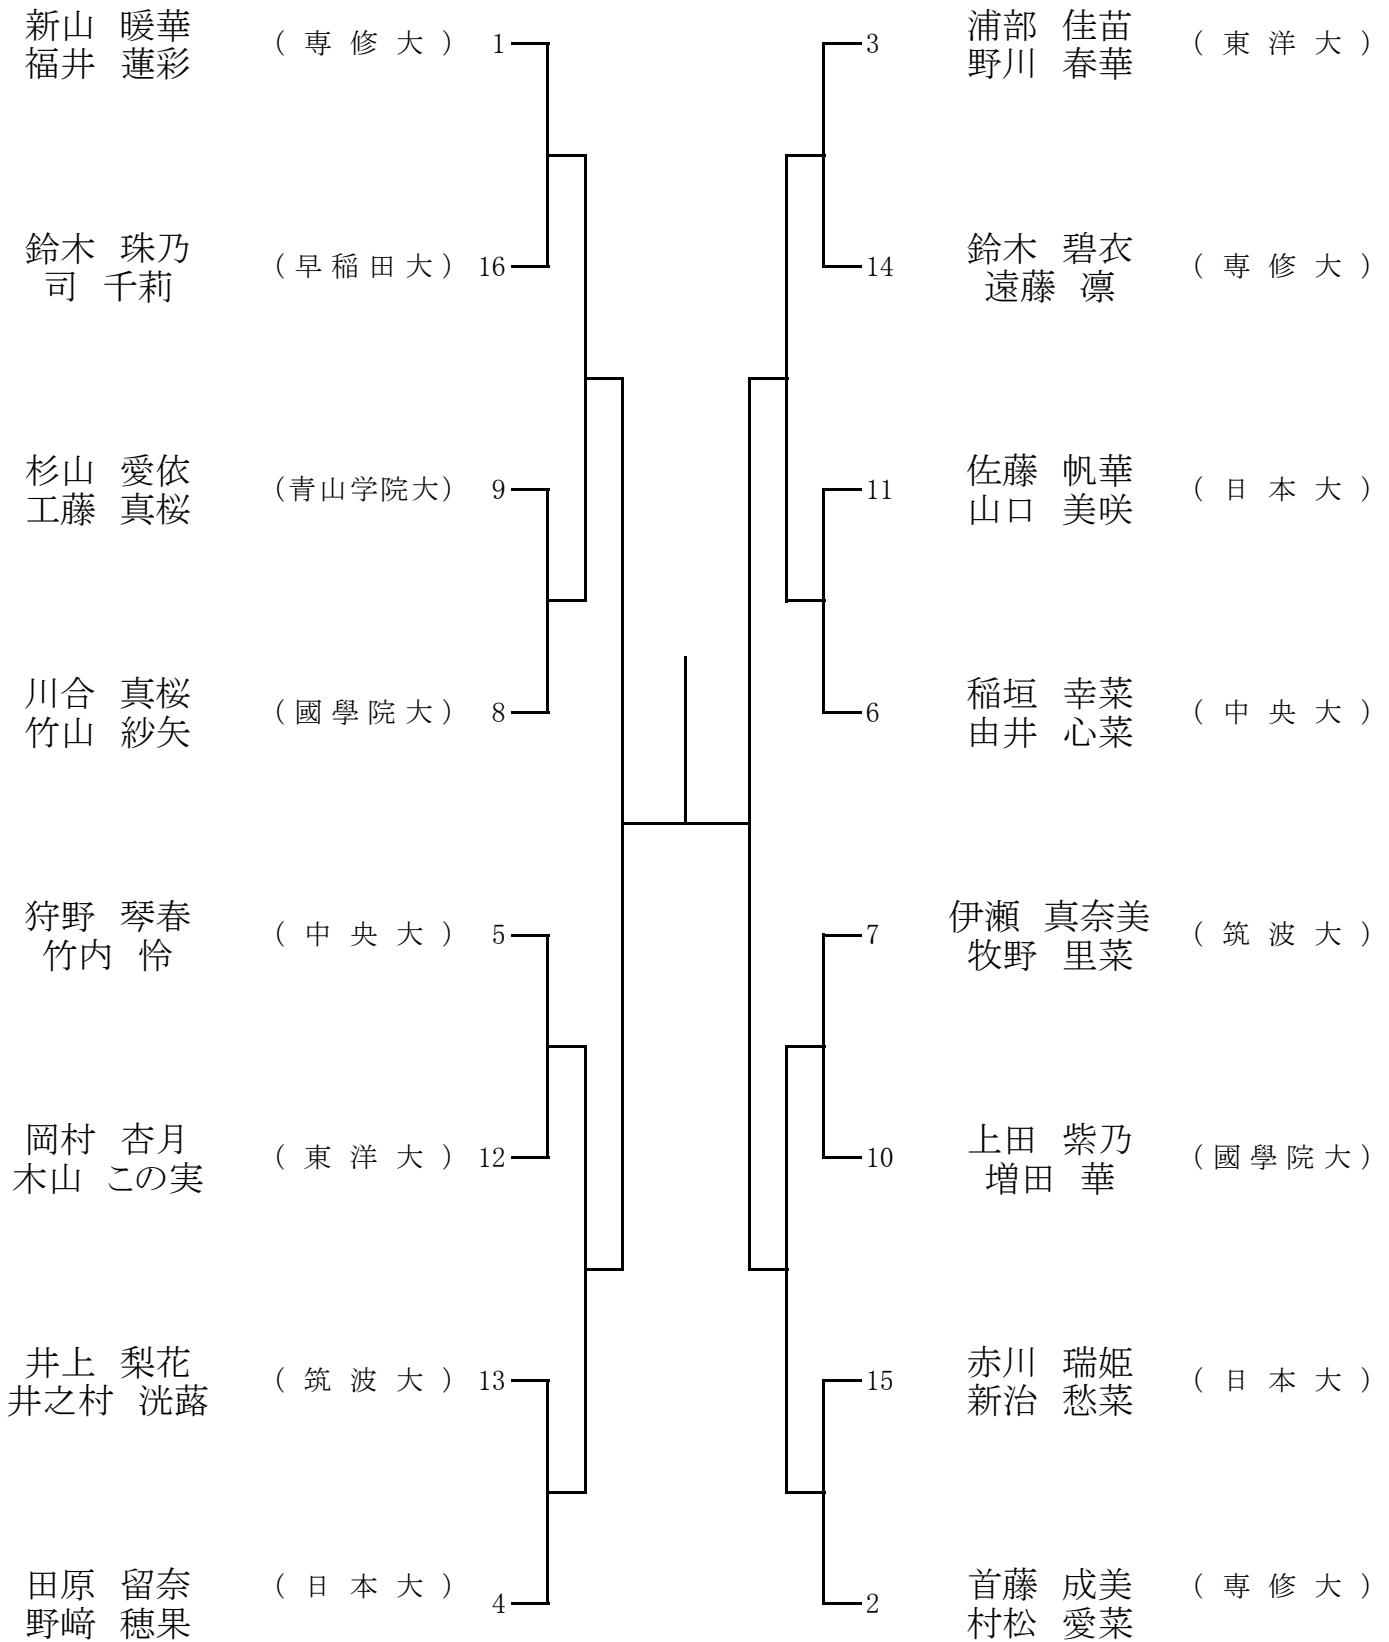 新山 暖華
福井 蓮彩
(専修大) 1
鈴木 珠乃
司 千莉
(早稲田大) 16
杉山 愛依
工藤 真桜
(青山学院大) 9
川合 真桜
竹山 紗矢
(國學院大) 8
狩野 琴春
竹内 怜
(中央大) 5
岡村 杏月
木山 この実
(東洋大) 12
井上 梨花
井之村 洸蕗
(筑波大) 13
田原 留奈
野﨑 穂果
(日本大) 4
3 浦部 佳苗
野川 春華
(東洋大)
14 鈴木 碧衣
遠藤 凛
(専修大)
11 佐藤 帆華
山口 美咲
(日本大)
6 稲垣 幸菜
由井 心菜
(中央大)
7 伊瀬 真奈美
牧野 里菜
(筑波大)
10 上田 紫乃
増田 華
(國學院大)
15 赤川 瑞姫
新治 愁菜
(日本大)
2 首藤 成美
村松 愛菜
(専修大)